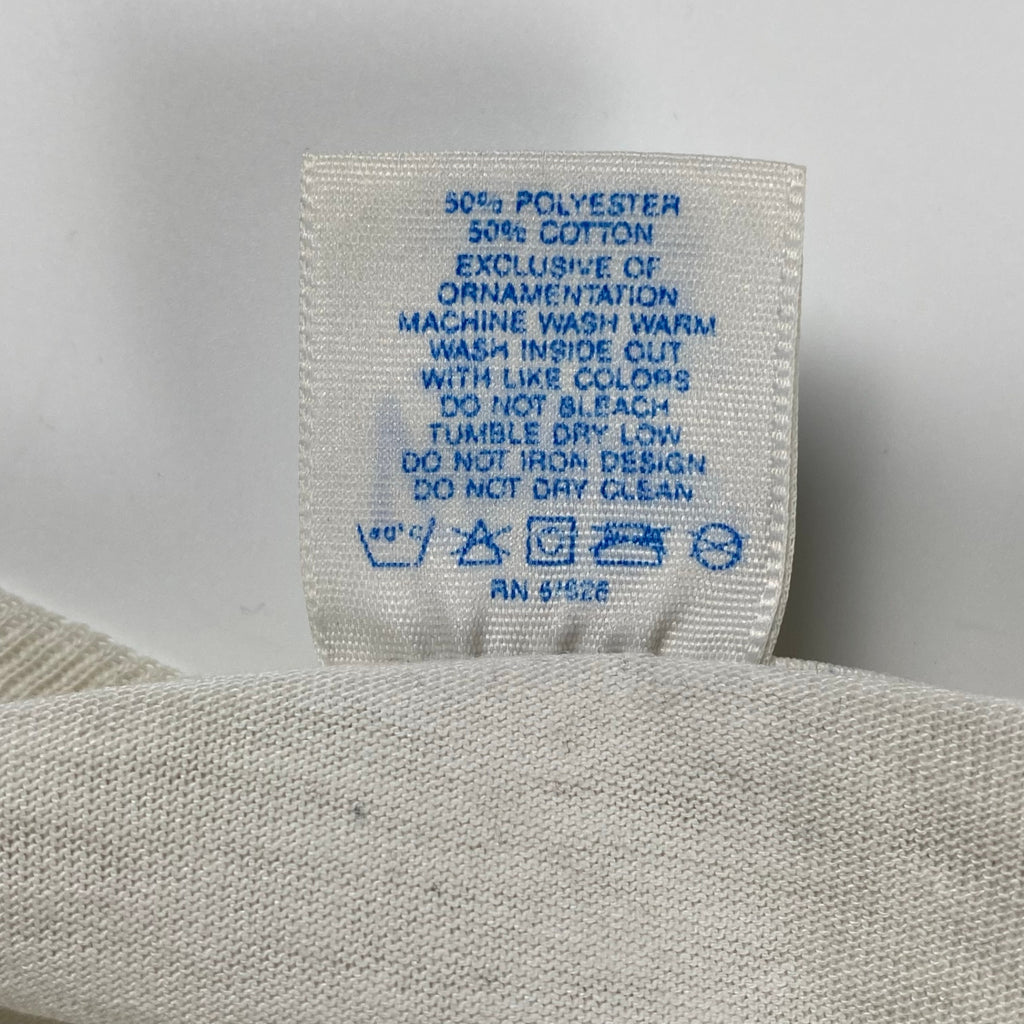 50% POLYESTER
50% COTTON
EXCLUSIVE OF
ORNAMENTATION
MACHINE WASH WARM
WASH INSIDE OUT
WITH LIKE COLORS
DO NOT BLEACH
TUMBLE DRY LOW
DO NOT IRON DESIGN
DO NOT DRY CLEAN
RN